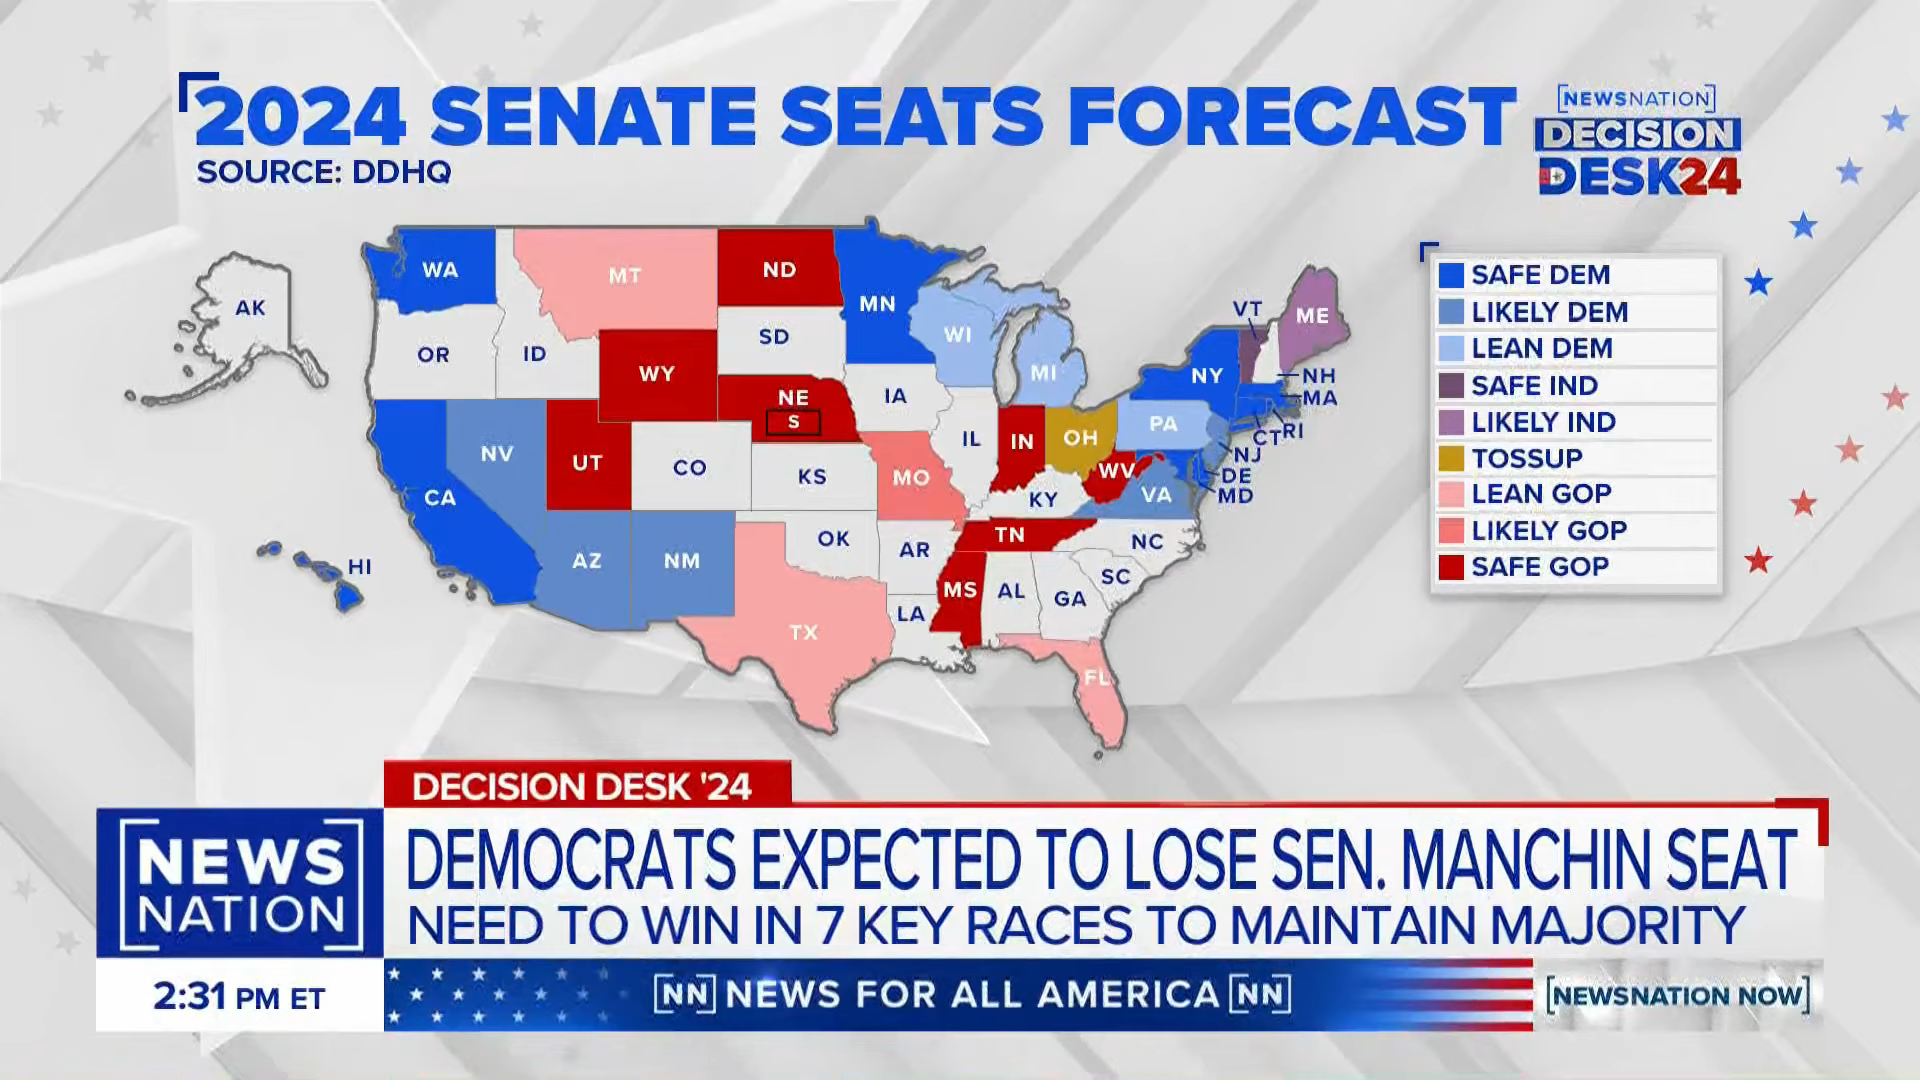 2024 SENATE SEATS FORECAST
SOURCE: DDHQ
[NEWSNATION]
DECISION
DESK24
WA
MT
ND
MN
VT
ME
AK
OR
ID
SD
WI
WY
MI
NY
NH
MA
NE
S
IA
CT
RI
NV
UT
CO
KS
MO
IL
IN
OH
PA
NJ
DE
MD
WV
VA
KY
CA
AZ
NM
OK
AR
TN
NC
HI
MS
AL
GA
SC
LA
TX
FL
SAFE DEM
LIKELY DEM
LEAN DEM
SAFE IND
LIKELY IND
TOSSUP
LEAN GOP
LIKELY GOP
SAFE GOP
DECISION DESK '24
NEWS
NATION
DEMOCRATS EXPECTED TO LOSE SEN. MANCHIN SEAT
NEED TO WIN IN 7 KEY RACES TO MAINTAIN MAJORITY
2:31 PM ET
[NN] NEWS FOR ALL AMERICA [NN]
[NEWSNATION NOW]